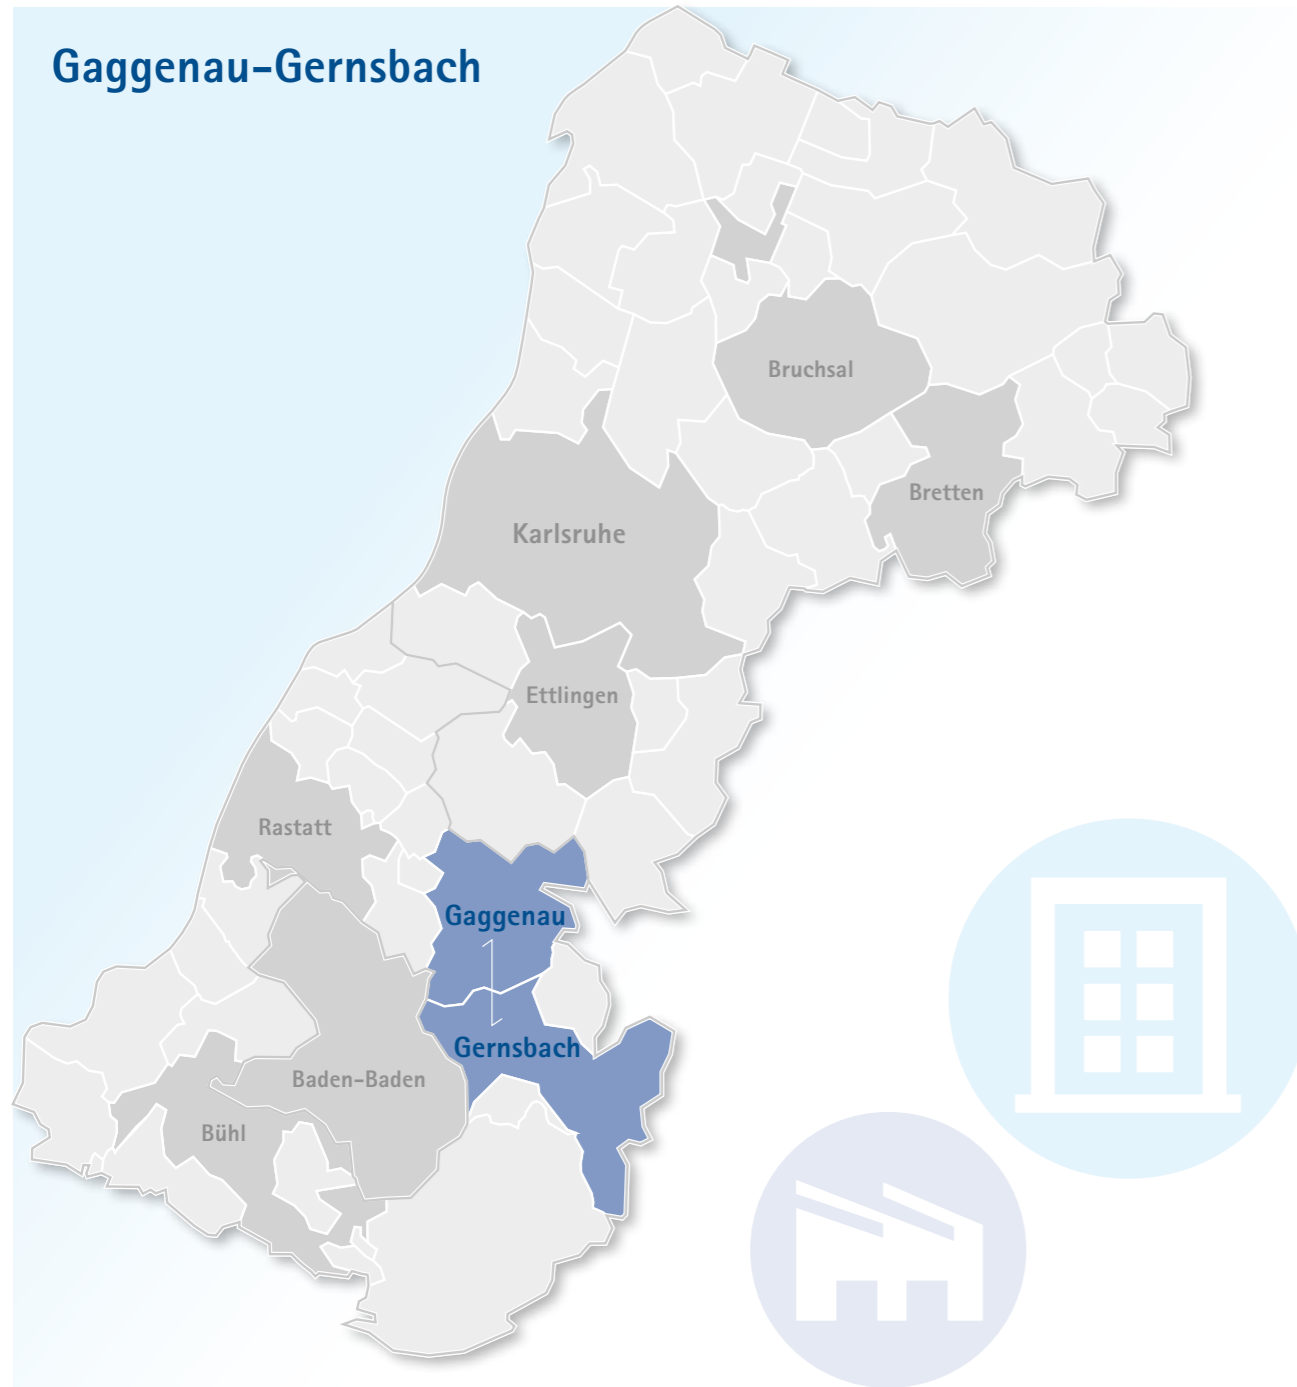 Gaggenau-Gernsbach
Bruchsal
Bretten
Karlsruhe
Ettlingen
Rastatt
Gaggenau
Gernsbach
Baden-Baden
Bühl